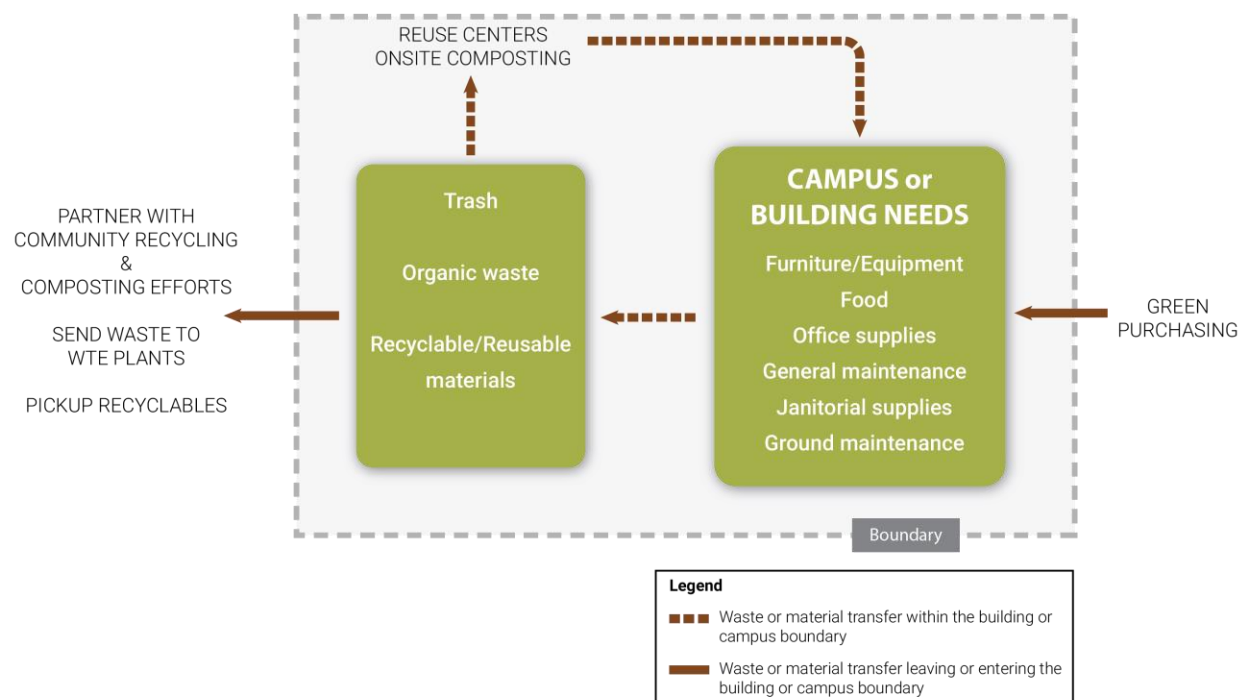 REUSE CENTERS
ONSITE COMPOSTING
PARTNER WITH
COMMUNITY RECYCLING
&
COMPOSTING EFFORTS
SEND WASTE TO
WTE PLANTS
PICKUP RECYCLABLES
Trash
Organic waste
Recyclable/Reusable
materials
CAMPUS or
BUILDING NEEDS
Furniture/Equipment
Food
Office supplies
General maintenance
Janitorial supplies
Ground maintenance
GREEN
PURCHASING
Boundary
Legend
Waste or material transfer within the building or
campus boundary
Waste or material transfer leaving or entering the
building or campus boundary